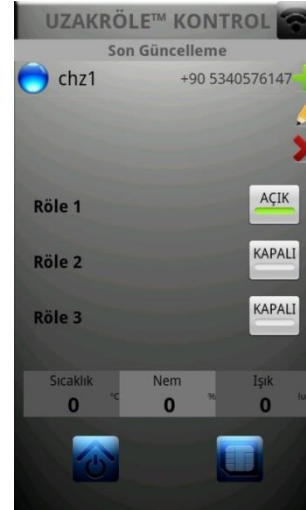 UZAKRÖLE™ KONTROL
Son Güncelleme
chz1 +90 5340576147
Röle 1 AÇIK
Röle 2 KAPALI
Röle 3 KAPALI
Sıcaklık Nem Işık
0 °C 0 % 0 lu